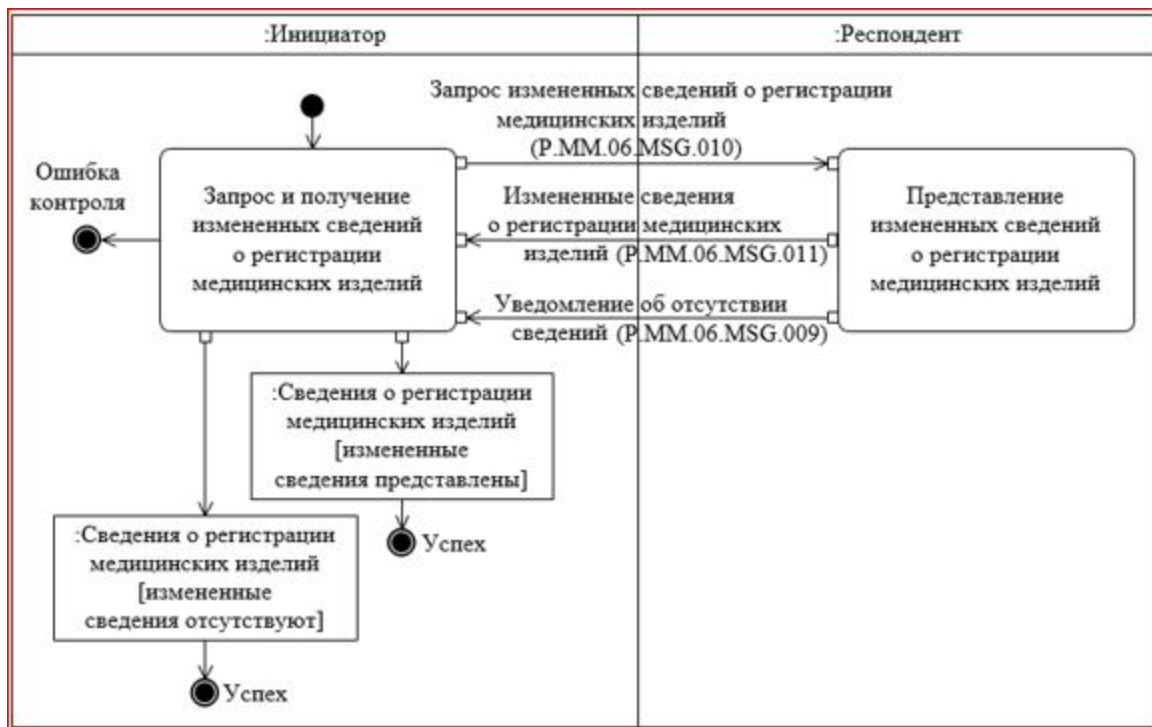 :Инициатор
:Респондент
Запрос измененных сведений о регистрации
медицинских изделий
(P.MM.06.MSG.010)
Ошибка
контроля
Запрос и получение
измененных сведений
о регистрации
медицинских изделий
Измененные сведения
о регистрации медицинских
изделий (P.MM.06.MSG.011)
Представление
измененных сведений
о регистрации
медицинских изделий
Уведомление об отсутствии
сведений (P.MM.06.MSG.009)
:Сведения о регистрации
медицинских изделий
[измененные
сведения представлены]
Успех
:Сведения о регистрации
медицинских изделий
[измененные
сведения отсутствуют]
Успех